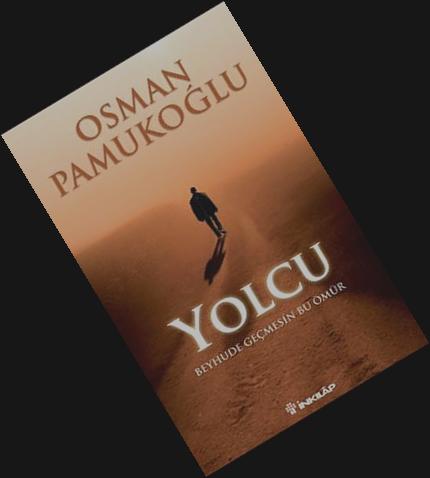 OSMAN
PAMUKOĞLU
YOLCU
BEYHUDE GEÇMESİN BU ÖMÜR
İNKILÂP